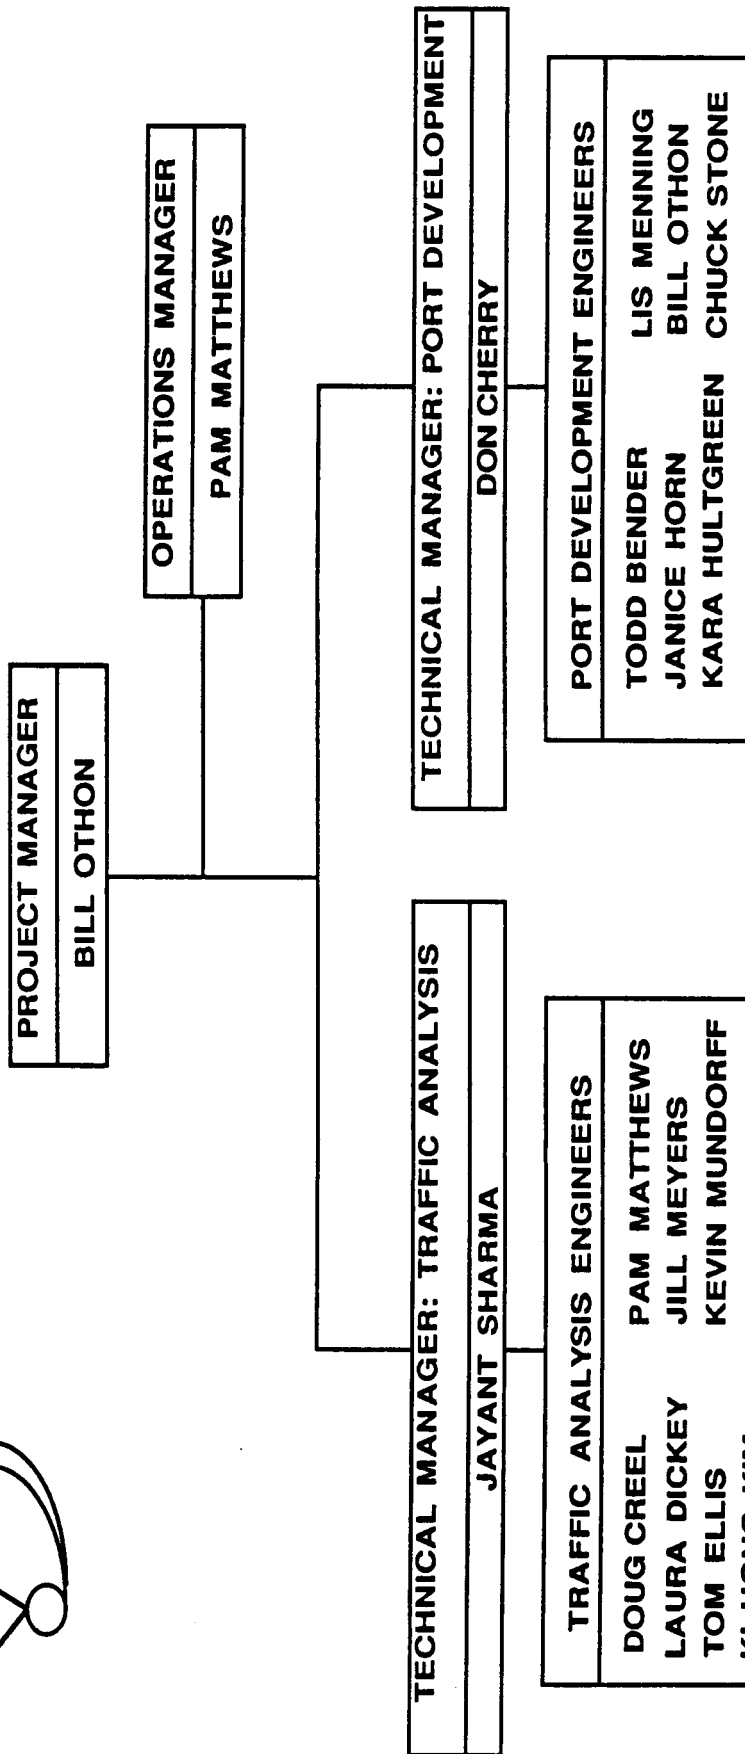 PROJECT MANAGER
BILL OTHON
OPERATIONS MANAGER
PAM MATTHEWS
TECHNICAL MANAGER: TRAFFIC ANALYSIS
JAYANT SHARMA
TRAFFIC ANALYSIS ENGINEERS
DOUG CREEL PAM MATTHEWS
LAURA DICKEY JILL MEYERS
TOM ELLIS KEVIN MUNDORFF
TECHNICAL MANAGER: PORT DEVELOPMENT
DON CHERRY
PORT DEVELOPMENT ENGINEERS
TODD BENDER LIS MENNING
JANICE HORN BILL OTHON
KARA HULTGREEN CHUCK STONE